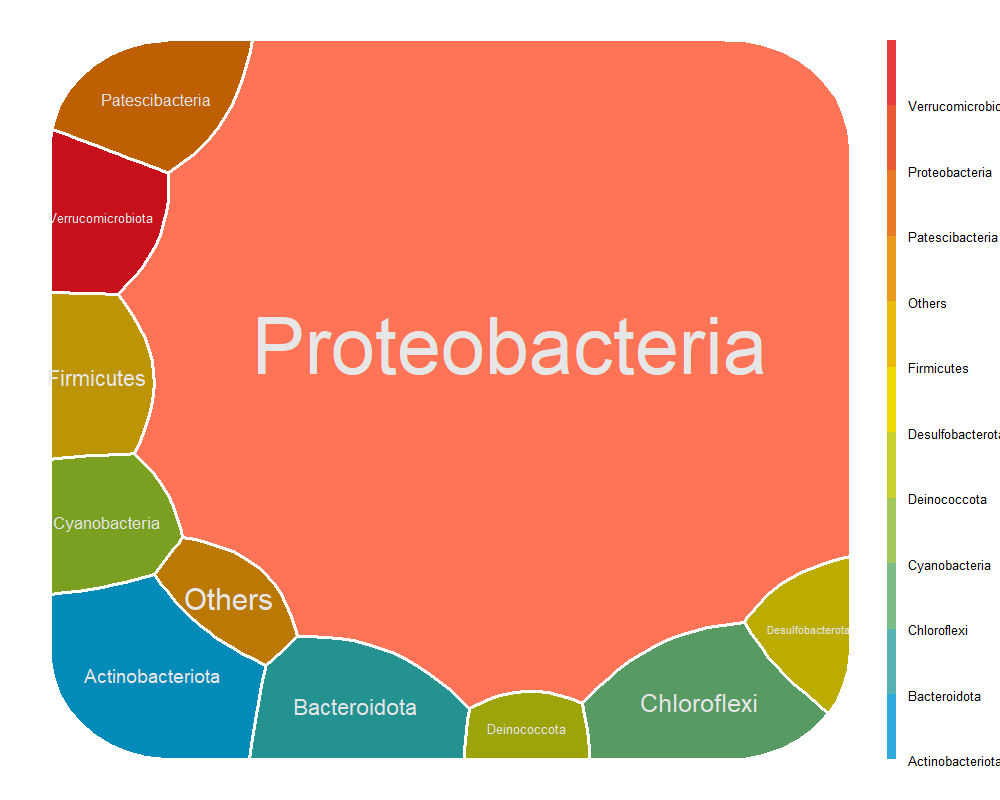 Patescibacteria
Verrucomicrobiota
Proteobacteria
Firmicutes
Cyanobacteria
Others
Actinobacteriota
Bacteroidota
Deinococcota
Chloroflexi
Desulfobacterota
Verrucomicrobio
Proteobacteria
Patescibacteria
Others
Firmicutes
Desulfobacterota
Deinococcota
Cyanobacteria
Chloroflexi
Bacteroidota
Actinobacteriota